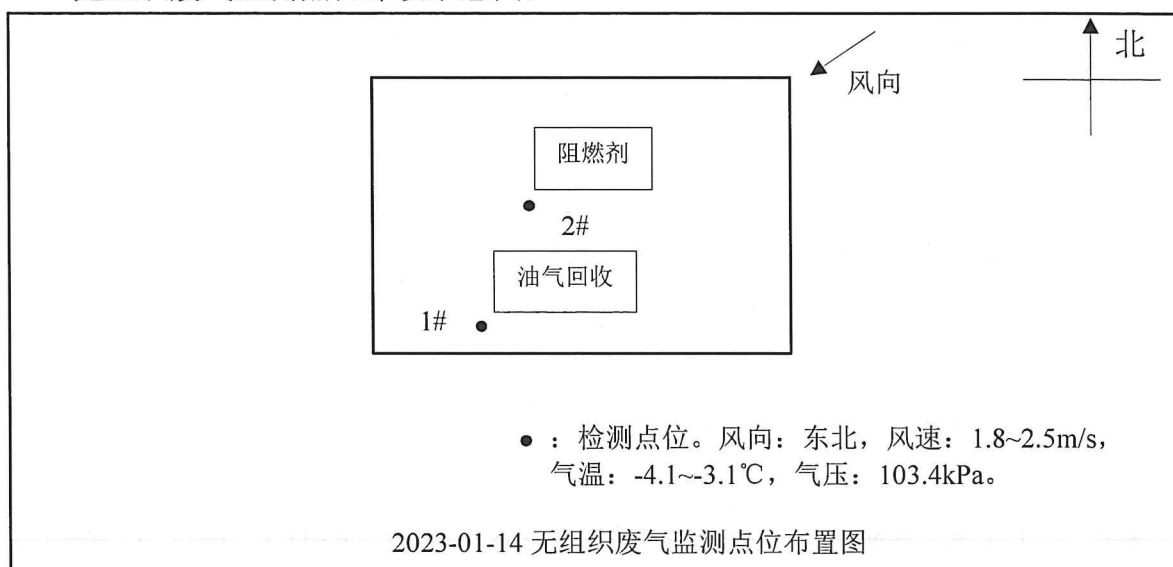 北
风向
阻燃剂
2#
油气回收
1#
：检测点位。风向：东北，风速：1.8~2.5m/s，
气温：-4.1~-3.1℃，气压：103.4kPa。
2023-01-14 无组织废气监测点位布置图